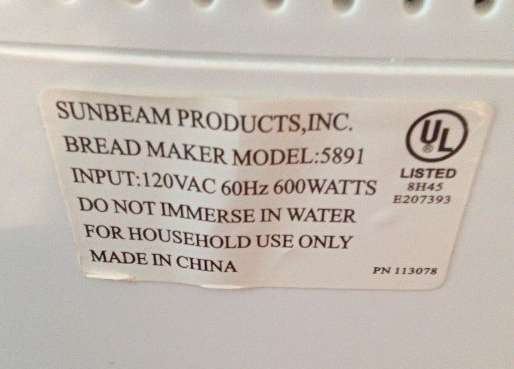 SUNBEAM PRODUCTS,INC.
BREAD MAKER MODEL:5891
INPUT:120VAC 60Hz 600WATTS
DO NOT IMMERSE IN WATER
FOR HOUSEHOLD USE ONLY
MADE IN CHINA
UL ®
LISTED
8H45
E207393
PN 113078